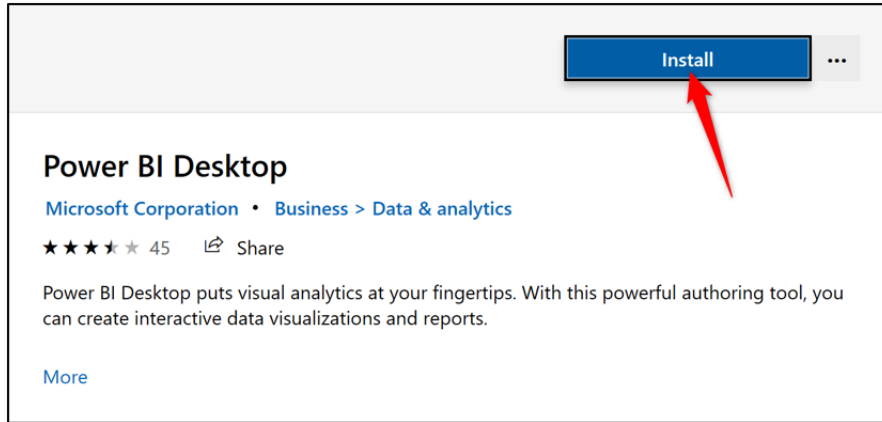 Install
...
Power BI Desktop
Microsoft Corporation • Business > Data & analytics
45 Share
Power BI Desktop puts visual analytics at your fingertips. With this powerful authoring tool, you
can create interactive data visualizations and reports.
More